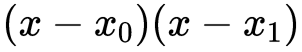 (x − x₀)(x − x₁)